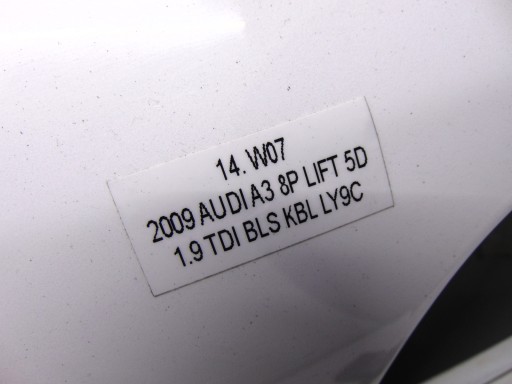 14. W07
2009 AUDI A3 8P LIFT 5D
1.9 TDI BLS KBL LY9C